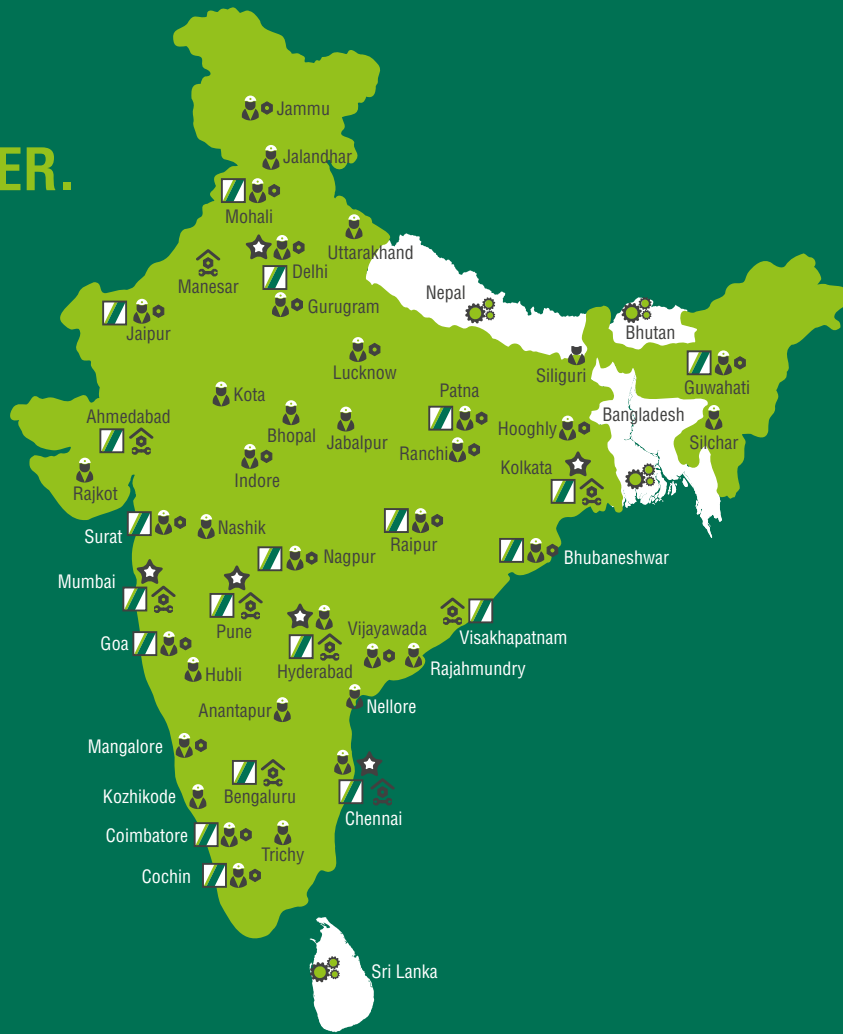 Jammu
Jalandhar
ER.
Mohali
Uttarakhand
Delhi
Manesar
Nepal
Gurugram
Bhutan
Jaipur
Lucknow
Siliguri
Guwahati
Kota
Patna
Ahmedabad
Bangladesh
Bhopal
Jabalpur
Hooghly
Silchar
Ranchi
Kolkata
Indore
Rajkot
Surat
Nashik
Raipur
Nagpur
Bhubaneshwar
Mumbai
Pune
Vijayawada
Visakhapatnam
Goa
Hyderabad
Rajahmundry
Hubli
Nellore
Anantapur
Mangalore
Kozhikode
Bengaluru
Chennai
Coimbatore
Trichy
Cochin
Sri Lanka